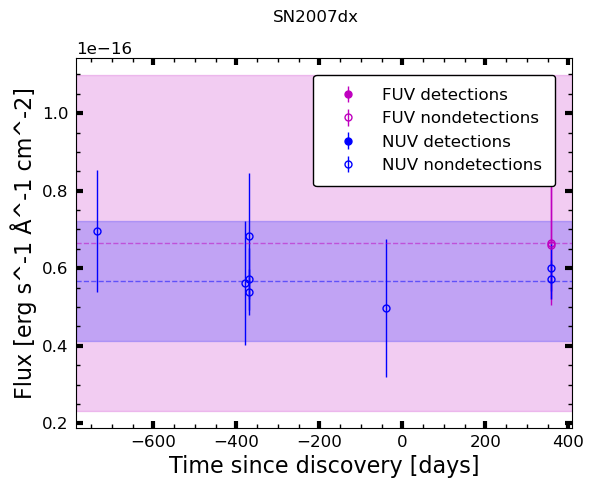 SN2007dx
1e−16
Flux [erg s^-1 Å^-1 cm^-2]
1.0
0.8
0.6
0.4
0.2
FUV detections
FUV nondetections
NUV detections
NUV nondetections
−600 −400 −200 0 200 400
Time since discovery [days]